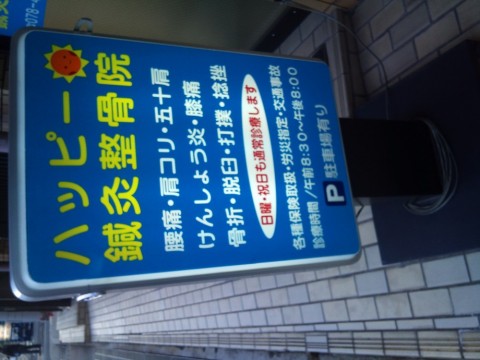 ハッピー
鍼灸整骨院
腰痛・肩コリ・五十肩
けんしょう炎・膝痛
骨折・脱臼・打撲・捻挫
日曜・祝日も通常診療します
各種保険取扱・労災指定・交通事故
診療時間/午前8:30~午後8:00
P 駐車場有り